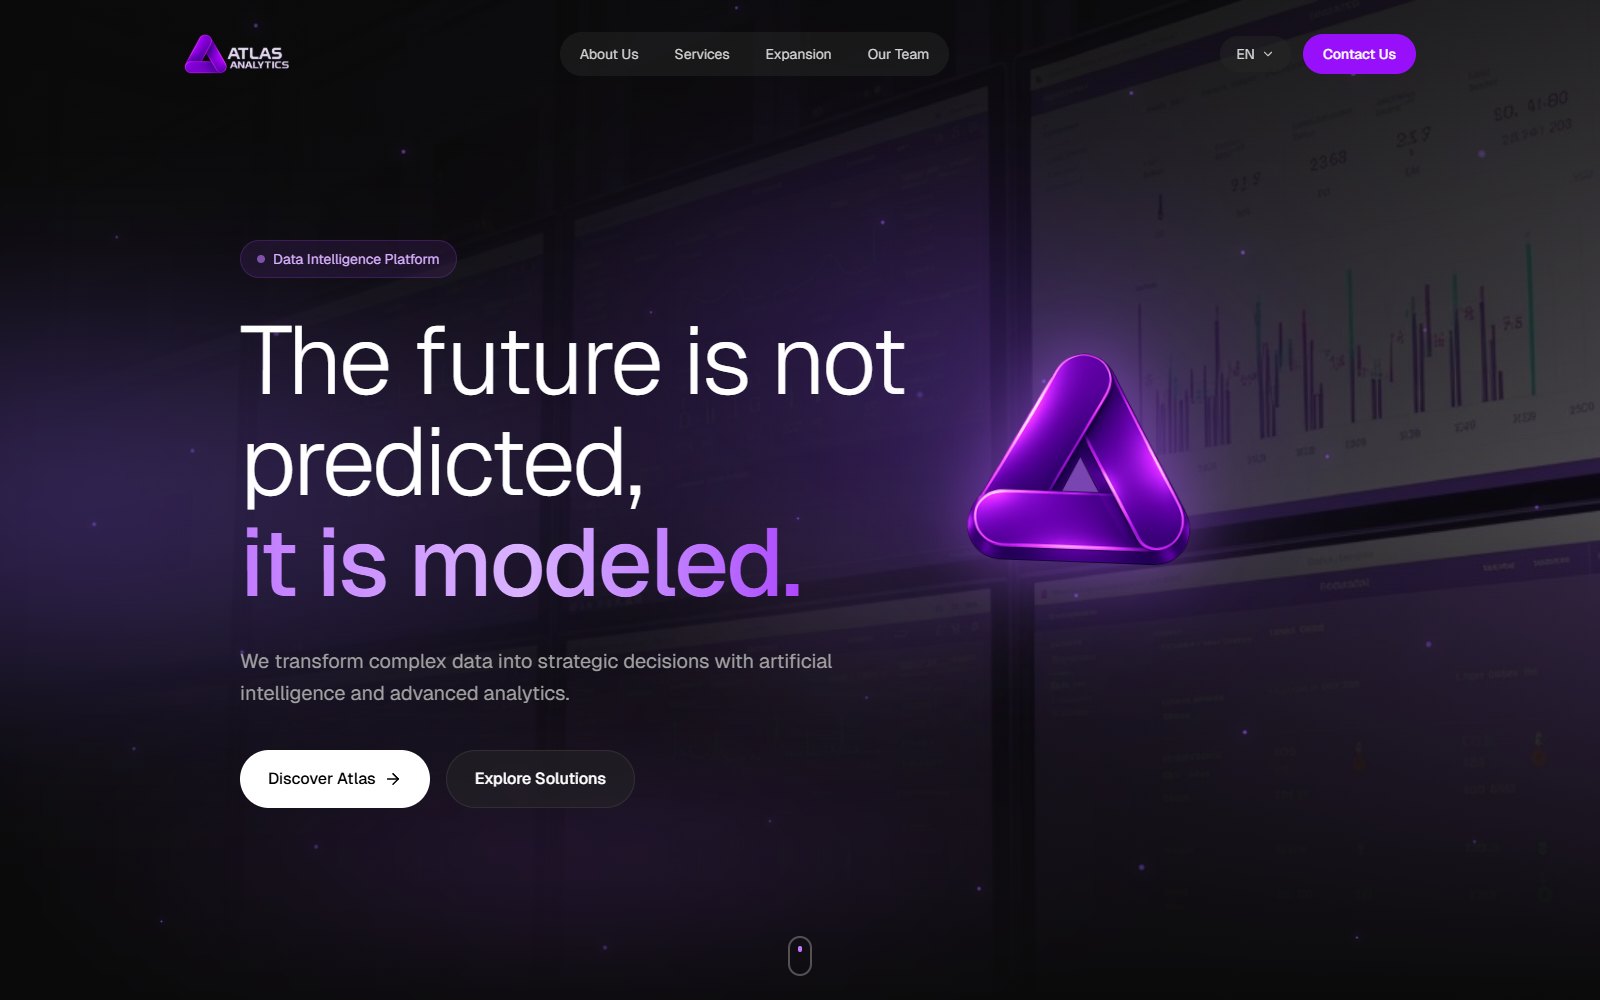 ATLAS
ANALYTICS
About Us
Services
Expansion
Our Team
EN
Contact Us
Data Intelligence Platform
The future is not
predicted,
it is modeled.
We transform complex data into strategic decisions with artificial
intelligence and advanced analytics.
Discover Atlas
Explore Solutions